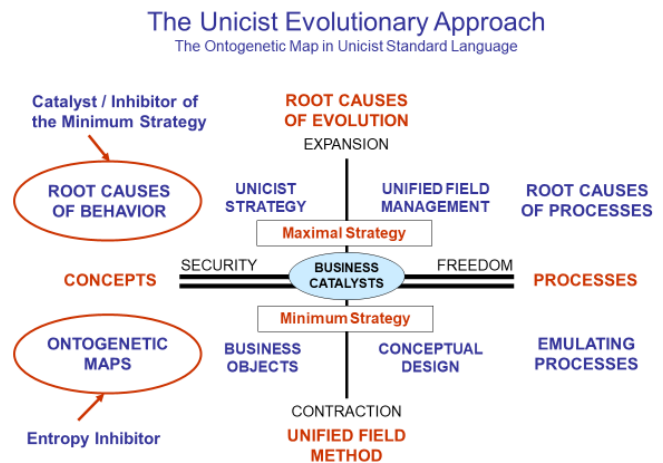 The Unicist Evolutionary Approach
The Ontogenetic Map in Unicist Standard Language
Catalyst / Inhibitor of
the Minimum Strategy
ROOT CAUSES
OF EVOLUTION
EXPANSION
ROOT CAUSES
OF BEHAVIOR
UNICIST
STRATEGY
UNIFIED FIELD
MANAGEMENT
ROOT CAUSES
OF PROCESSES
Maximal Strategy
CONCEPTS
SECURITY
BUSINESS
CATALYSTS
FREEDOM
PROCESSES
Minimum Strategy
ONTOGENETIC
MAPS
BUSINESS
OBJECTS
CONCEPTUAL
DESIGN
EMULATING
PROCESSES
CONTRACTION
Entropy Inhibitor
UNIFIED FIELD
METHOD